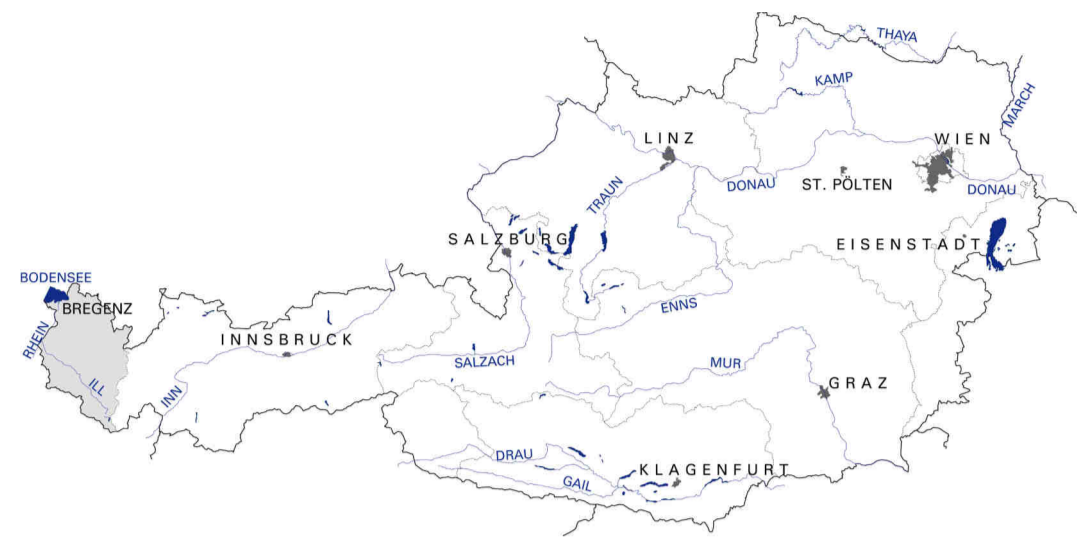 THAYA
KAMP
MARCH
LINZ
WIEN
DONAU
ST. PÖLTEN
DONAU
TRAUN
SALZBURG
EISENSTADT
BODENSEE
BREGENZ
ENNS
RHEIN
INNSBRUCK
SALZACH
MUR
ILL
INN
GRAZ
DRAU
KLAGENFURT
GAIL